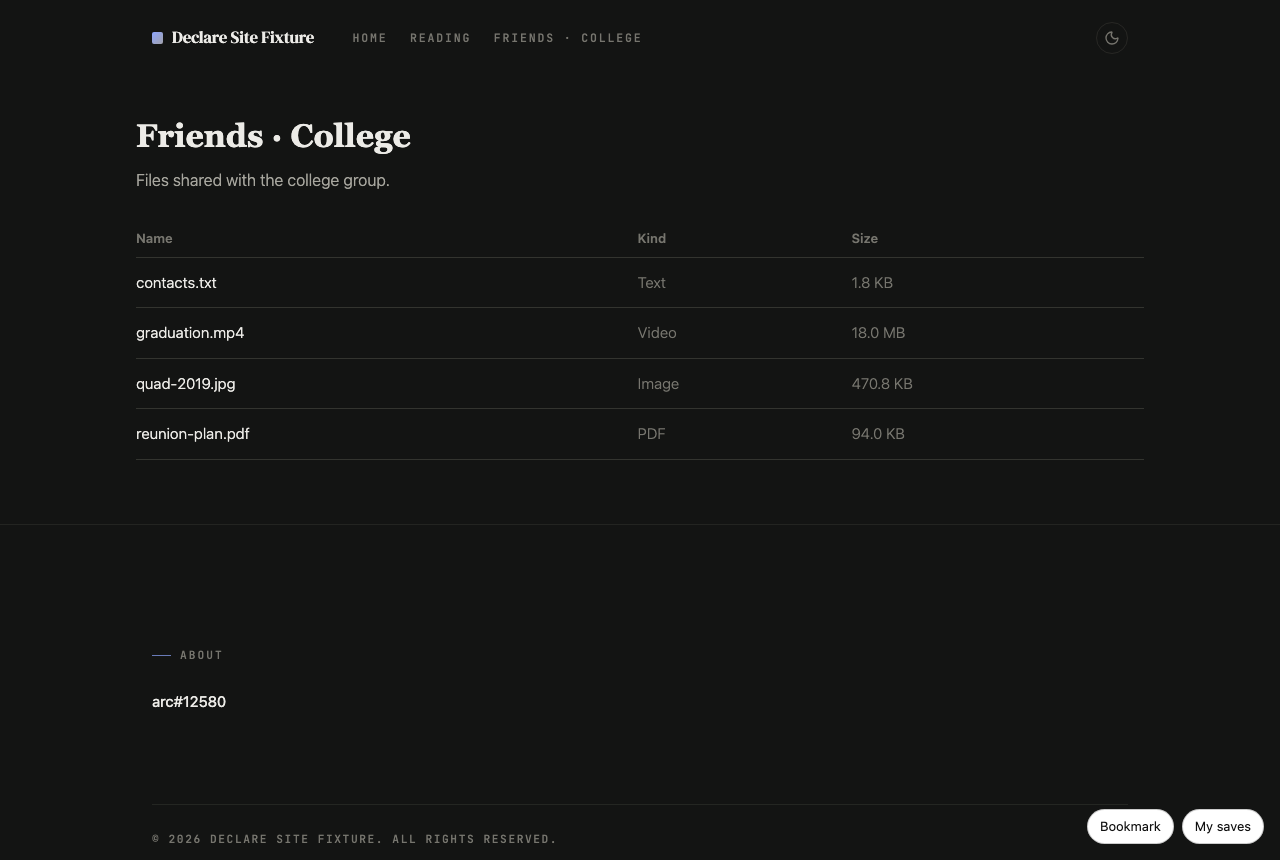 Declare Site Fixture HOME READING FRIENDS · COLLEGE
Friends · College
Files shared with the college group.
Name Kind Size
contacts.txt Text 1.8 KB
graduation.mp4 Video 18.0 MB
quad-2019.jpg Image 470.8 KB
reunion-plan.pdf PDF 94.0 KB
ABOUT
arc#12580
© 2026 DECLARE SITE FIXTURE. ALL RIGHTS RESERVED.
Bookmark My saves